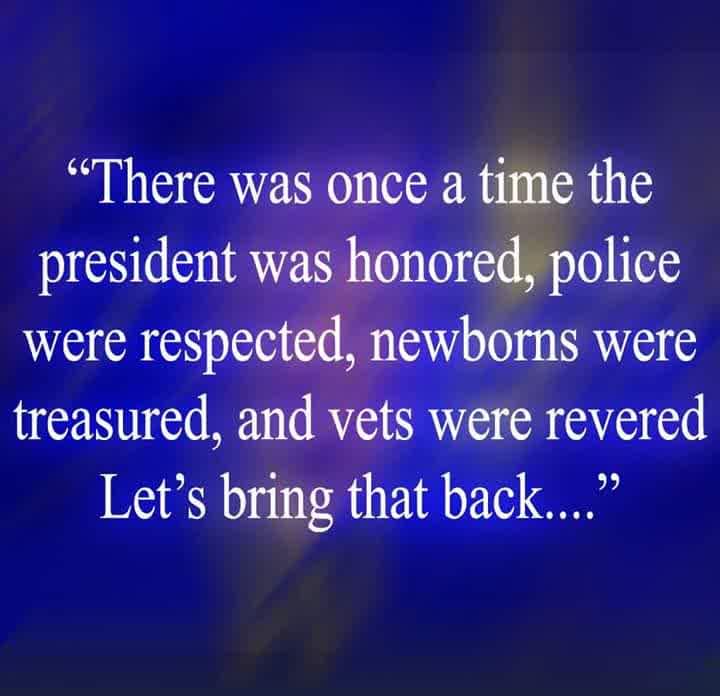 “There was once a time the
president was honored, police
were respected, newborns were
treasured, and vets were revered
Let’s bring that back....”